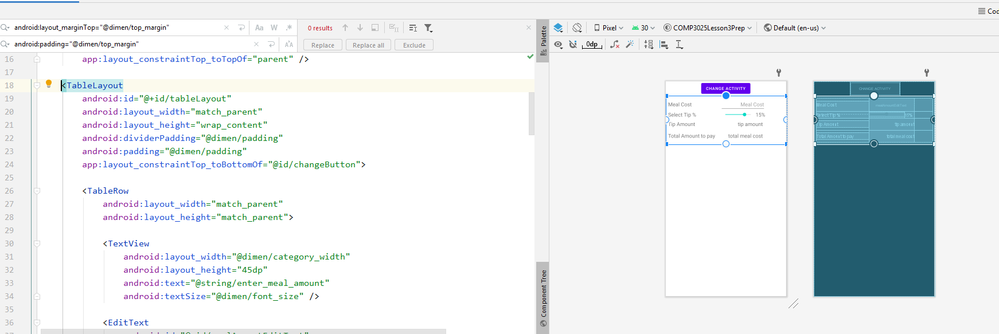 Coc
android:layout_marginTop="@dimen/top_margin"
Aa W .*
0 results
android:padding="@dimen/top_margin"
Replace Replace all Exclude
Palette
Pixel 30 COMP3025Lesson3Prep Default (en-us)
0dp
16 app:layout_constraintTop_toTopOf="parent" />
17
18 <TableLayout
19 android:id="@+id/tableLayout"
20 android:layout_width="match_parent"
21 android:layout_height="wrap_content"
22 android:dividerPadding="@dimen/padding"
23 android:padding="@dimen/padding"
24 app:layout_constraintTop_toBottomOf="@id/changeButton">
25
26 <TableRow
27 android:layout_width="match_parent"
28 android:layout_height="match_parent">
29
30 <TextView
31 android:layout_width="@dimen/category_width"
32 android:layout_height="45dp"
33 android:text="@string/enter_meal_amount"
34 android:textSize="@dimen/font_size" />
35
36 <EditText
Component Tree
CHANGE ACTIVITY
Meal Cost Meal Cost
Select Tip % 15%
Tip Amount tip amount
Total Amount to pay total meal cost
CHANGE ACTIVITY
Meal Cost
Select Tip % 15%
Tip Amount tip amount
Total Amount to pay total meal cost